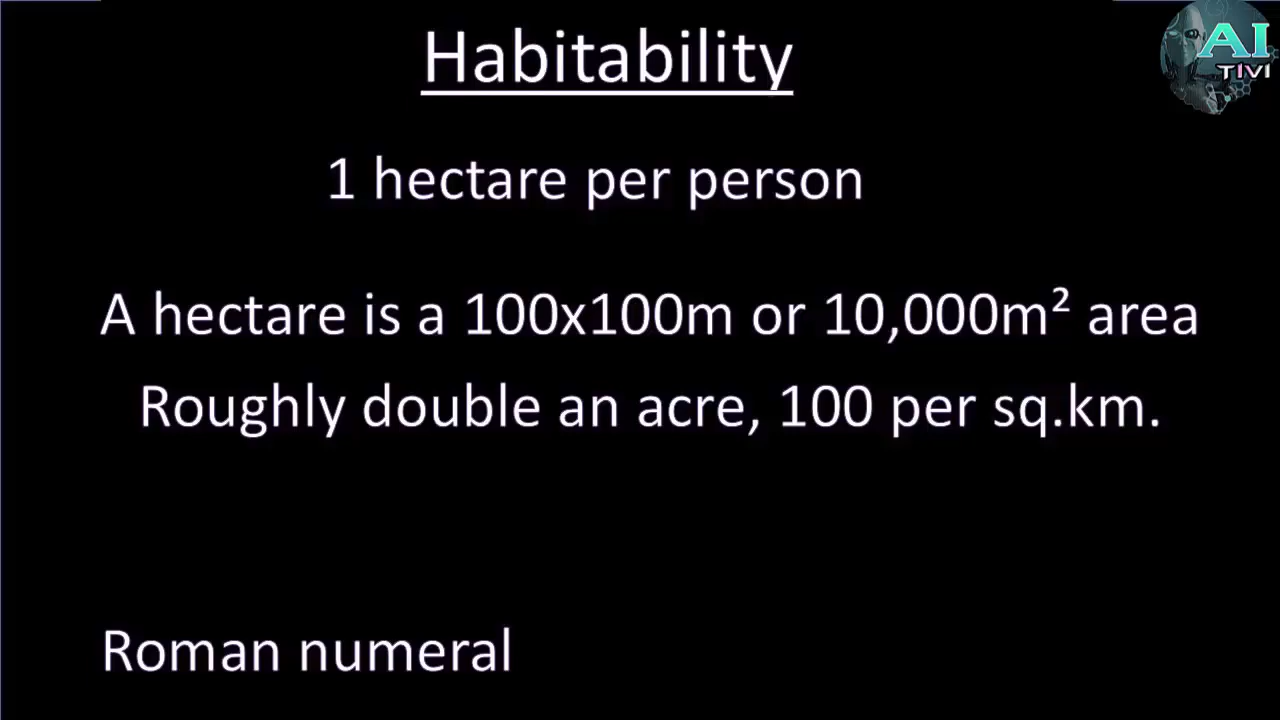 Habitability
AI
TIVI
1 hectare per person
A hectare is a 100x100m or 10,000m² area
Roughly double an acre, 100 per sq.km.
Roman numeral